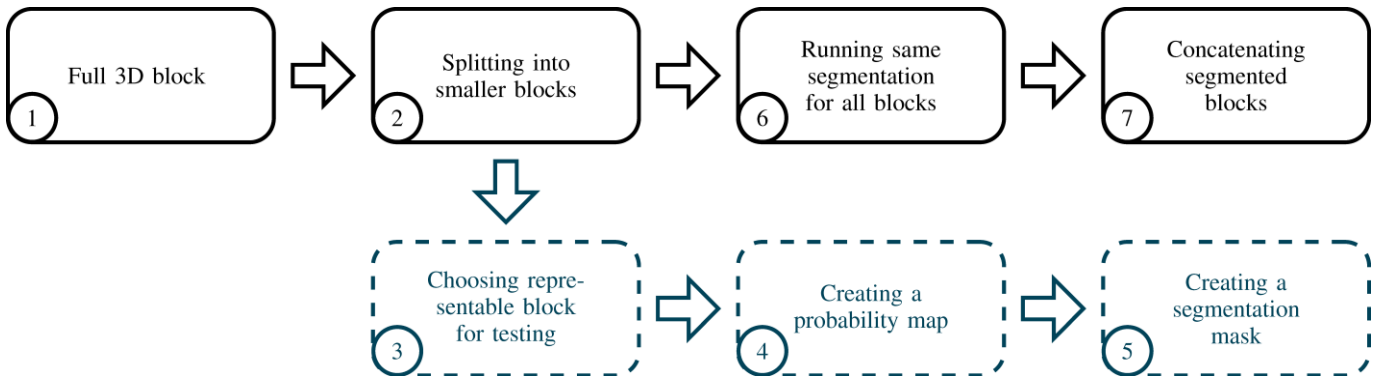 Full 3D block
1
Splitting into
smaller blocks
2
Running same
segmentation
for all blocks
6
Concatenating
segmented
blocks
7
Choosing repre-
sentable block
for testing
3
Creating a
probability map
4
Creating a
segmentation
mask
5